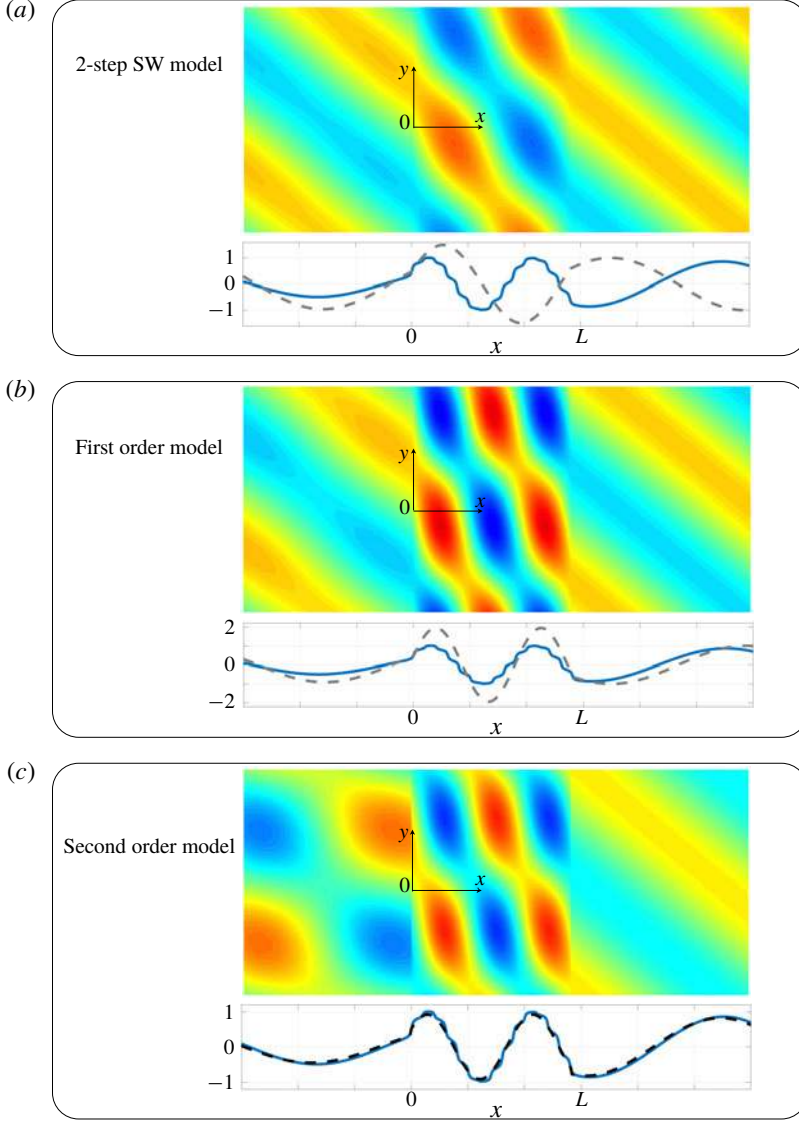 (a)
2-step SW model
y
0
x
1
0
−1
0
x
L
(b)
First order model
y
0
x
2
0
−2
0
x
L
(c)
Second order model
y
0
x
1
0
−1
0
x
L